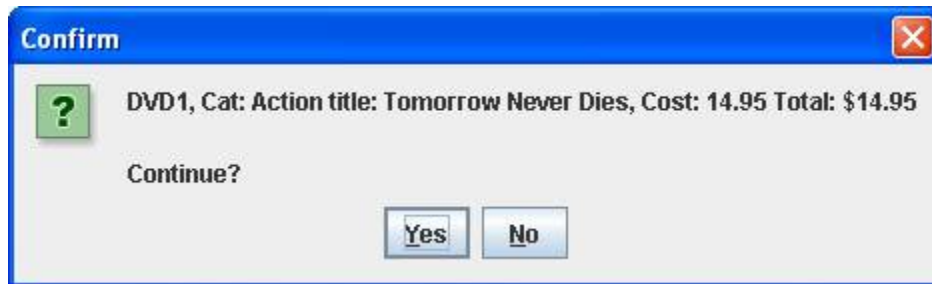 Confirm
?
DVD1, Cat: Action title: Tomorrow Never Dies, Cost: 14.95 Total: $14.95
Continue?
Yes No